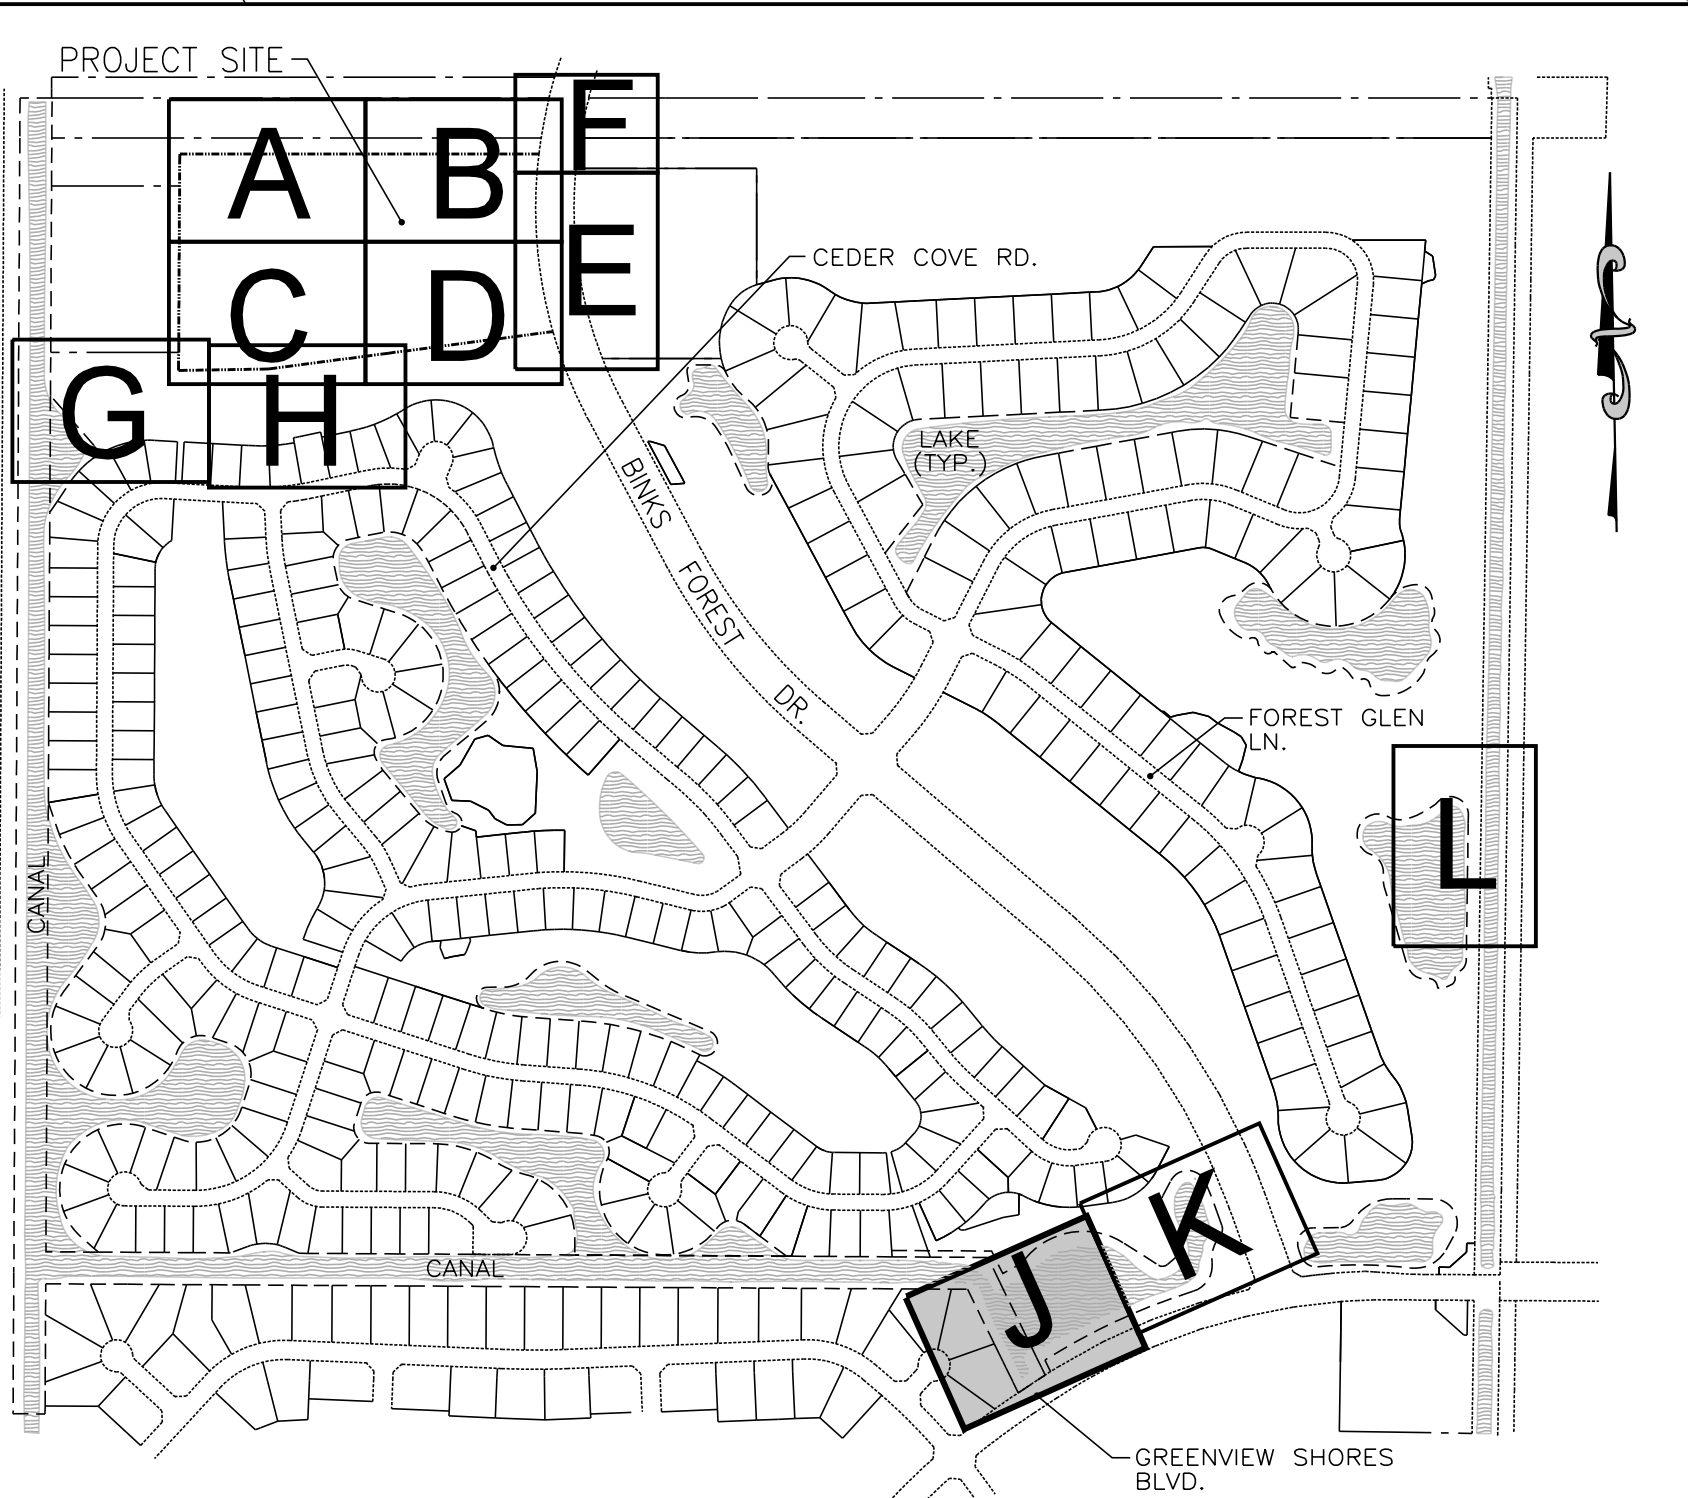 PROJECT SITE
F
A
B
E
CEDER COVE RD.
C
D
G
H
LAKE
(TYP.)
BINKS FOREST DR.
FOREST GLEN
LN.
L
CANAL
K
J
CANAL
GREENVIEW SHORES
BLVD.